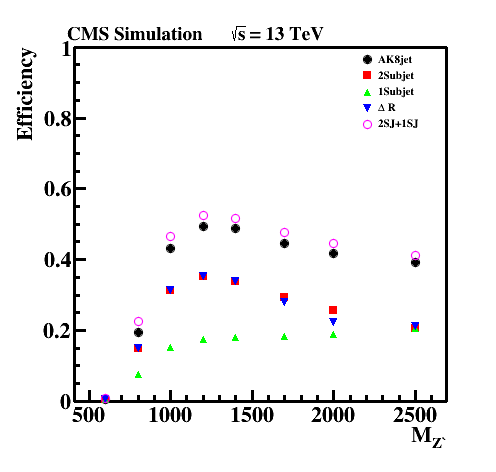 CMS Simulation √s = 13 TeV
Efficiency
1
0.8
0.6
0.4
0.2
0
AK8jet
2Subjet
1Subjet
Δ R
2SJ+1SJ
500 1000 1500 2000 2500
M_Z`